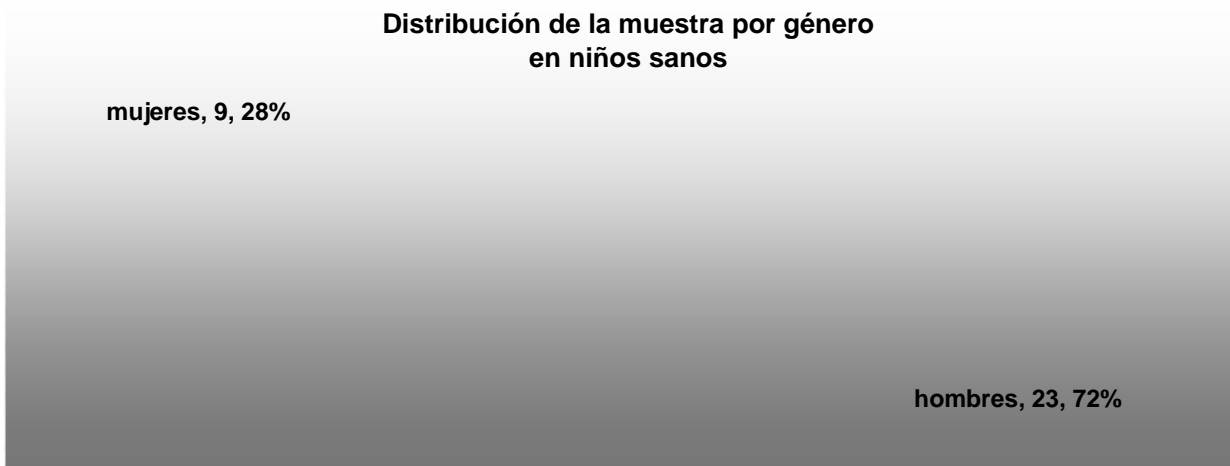 Distribución de la muestra por género
en niños sanos
mujeres, 9, 28%
hombres, 23, 72%